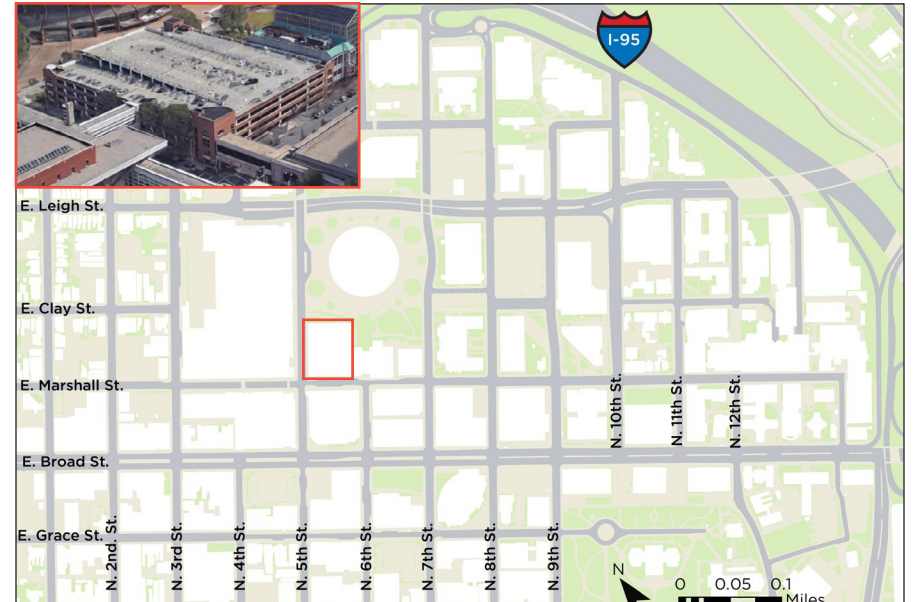 I-95
E. Leigh St.
E. Clay St.
E. Marshall St.
N. 10th St.
N. 11th St.
N. 12th St.
E. Broad St.
E. Grace St.
N. 2nd. St.
N. 3rd St.
N. 4th St.
N. 5th St.
N. 6th St.
N. 7th St.
N. 8th St.
N. 9th St.
N
0 0.05 0.1
Miles